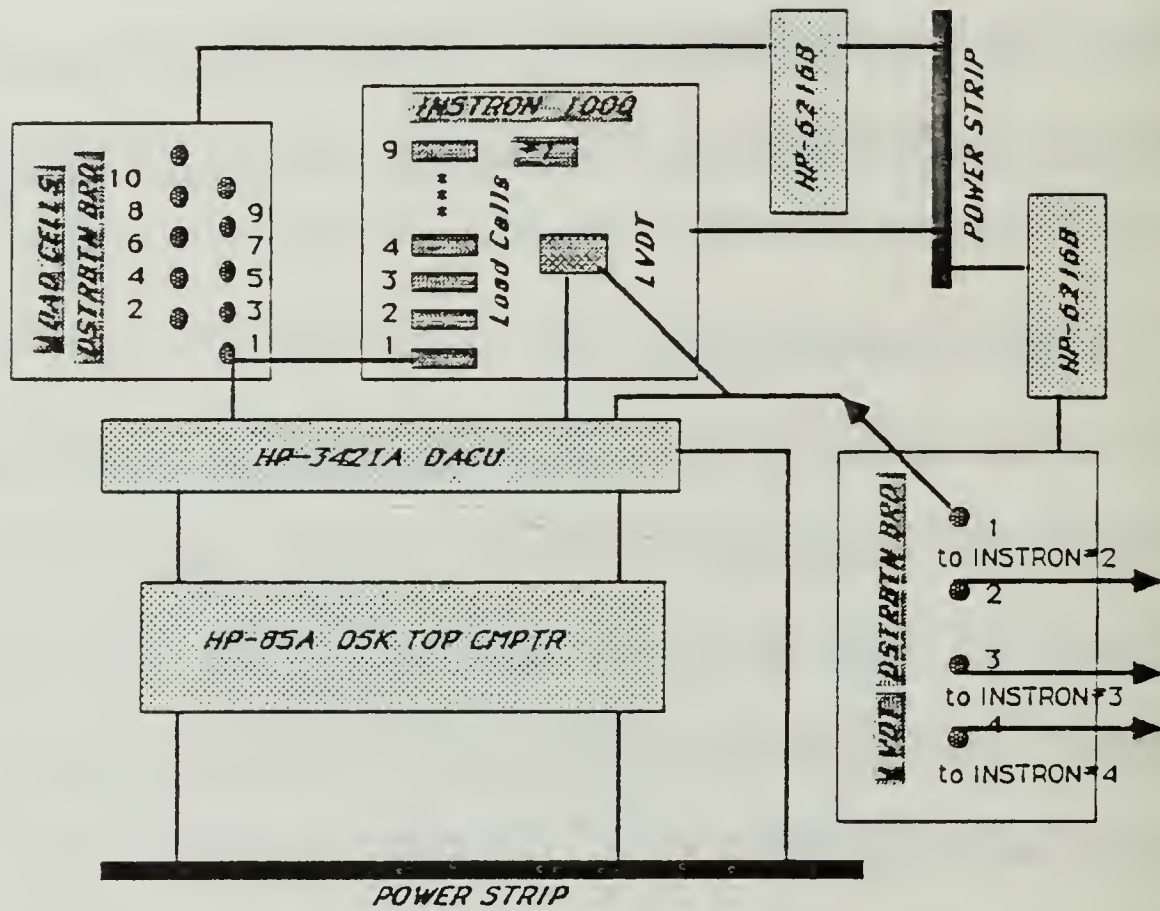 INSTRON 1000
#1
9
***
4
3
2
1
Load Cells
LVDT
LOAD CELLS
DSTRBTN BRD
10
8
6
4
2
9
7
5
3
1
HP-6216B
POWER STRIP
HP-6216B
HP-3421A DACU
HP-85A DSK TOP CMPTR
POWER STRIP
LVDT DSTRBTN BRD
1
to INSTRON#2
2
3
to INSTRON#3
4
to INSTRON#4